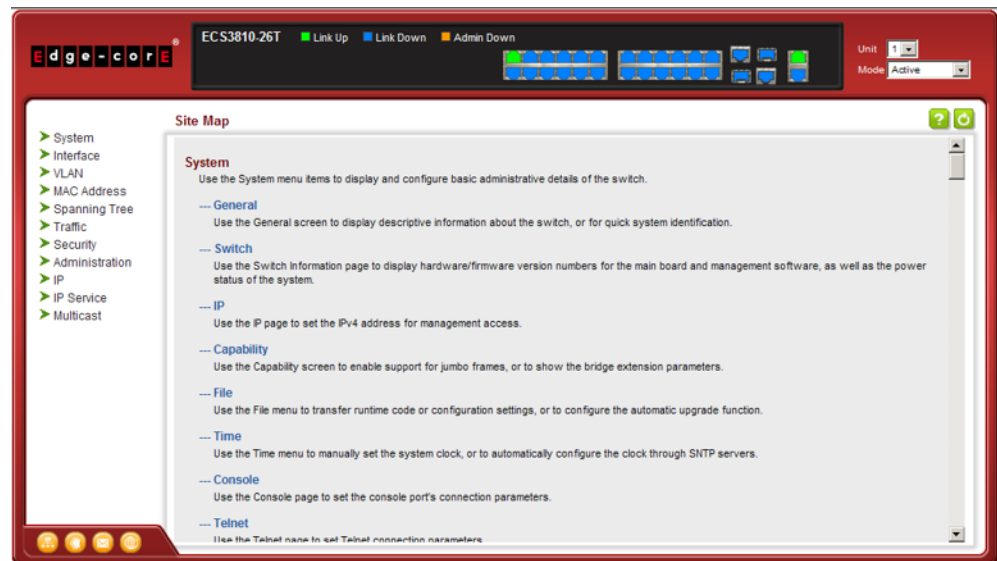 Edge-corE®
ECS3810-26T Link Up Link Down Admin Down
Unit 1
Mode Active
Site Map
?
System
Interface
VLAN
MAC Address
Spanning Tree
Traffic
Security
Administration
IP
IP Service
Multicast
System
Use the System menu items to display and configure basic administrative details of the switch.
--- General
Use the General screen to display descriptive information about the switch, or for quick system identification.
--- Switch
Use the Switch Information page to display hardware/firmware version numbers for the main board and management software, as well as the power
status of the system.
--- IP
Use the IP page to set the IPv4 address for management access.
--- Capability
Use the Capability screen to enable support for jumbo frames, or to show the bridge extension parameters.
--- File
Use the File menu to transfer runtime code or configuration settings, or to configure the automatic upgrade function.
--- Time
Use the Time menu to manually set the system clock, or to automatically configure the clock through SNTP servers.
--- Console
Use the Console page to set the console port's connection parameters.
--- Telnet
Use the Telnet page to set Telnet connection parameters.